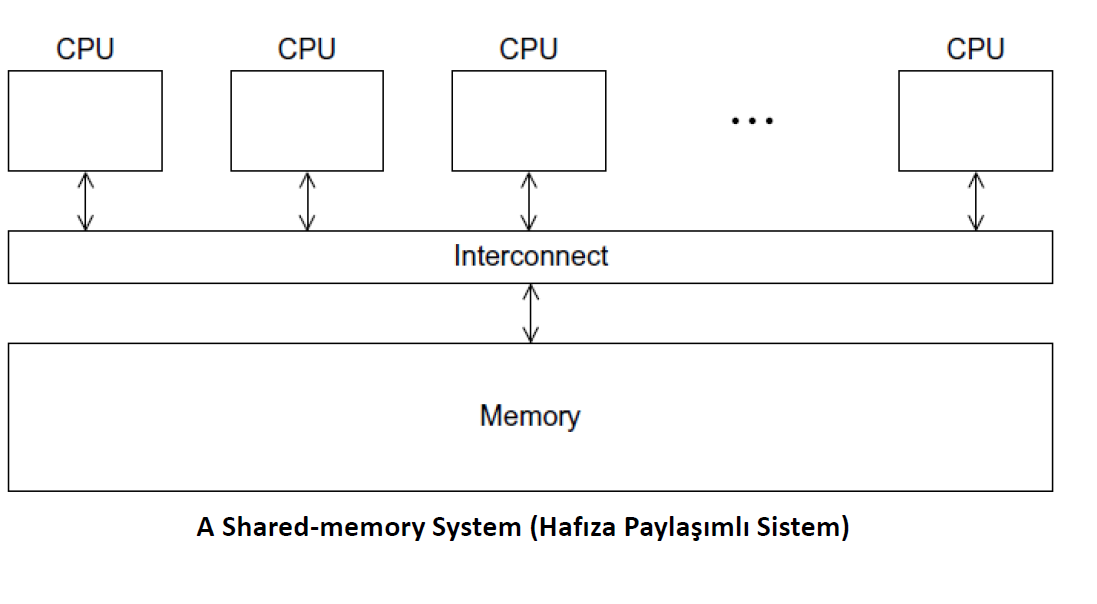 CPU CPU CPU CPU
...
Interconnect
Memory
A Shared-memory System (Hafıza Paylaşımlı Sistem)